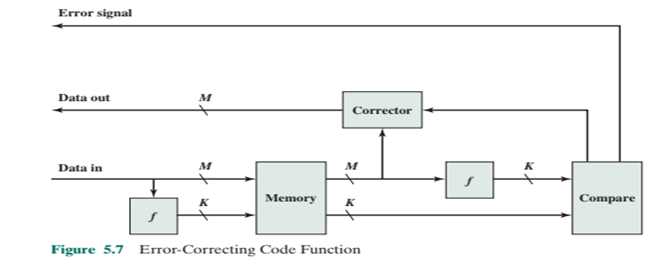 Error signal
Data out
M
Corrector
Data in
M
M
K
f
Memory
K
K
Compare
f
Figure 5.7 Error-Correcting Code Function